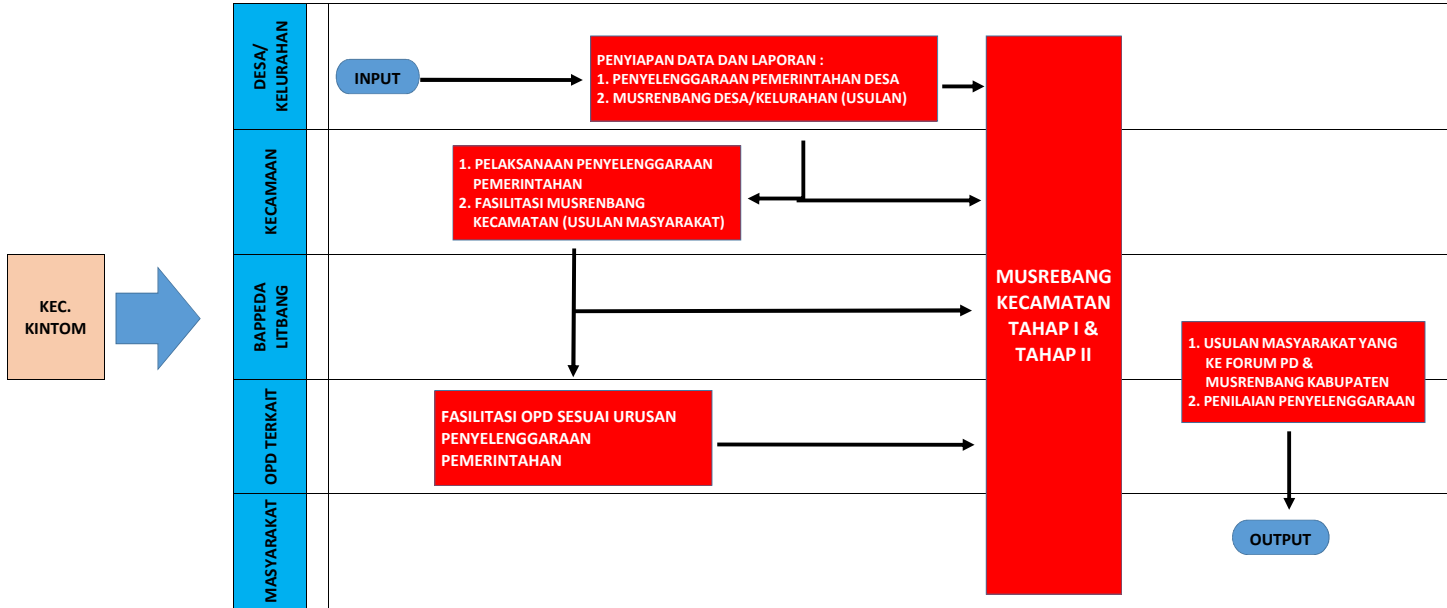 KEC.
KINTOM
DESA/
KELURAHAN
INPUT
PENYIAPAN DATA DAN LAPORAN :
1. PENYELENGGARAAN PEMERINTAHAN DESA
2. MUSRENBANG DESA/KELURAHAN (USULAN)
KECAMAAN
1. PELAKSANAAN PENYELENGGARAAN
PEMERINTAHAN
2. FASILITASI MUSRENBANG
KECAMATAN (USULAN MASYARAKAT)
BAPPEDA
LITBANG
MUSREBANG
KECAMATAN
TAHAP I &
TAHAP II
1. USULAN MASYARAKAT YANG
KE FORUM PD &
MUSRENBANG KABUPATEN
2. PENILAIAN PENYELENGGARAAN
OPD TERKAIT
FASILITASI OPD SESUAI URUSAN
PENYELENGGARAAN
PEMERINTAHAN
MASYARAKAT
OUTPUT